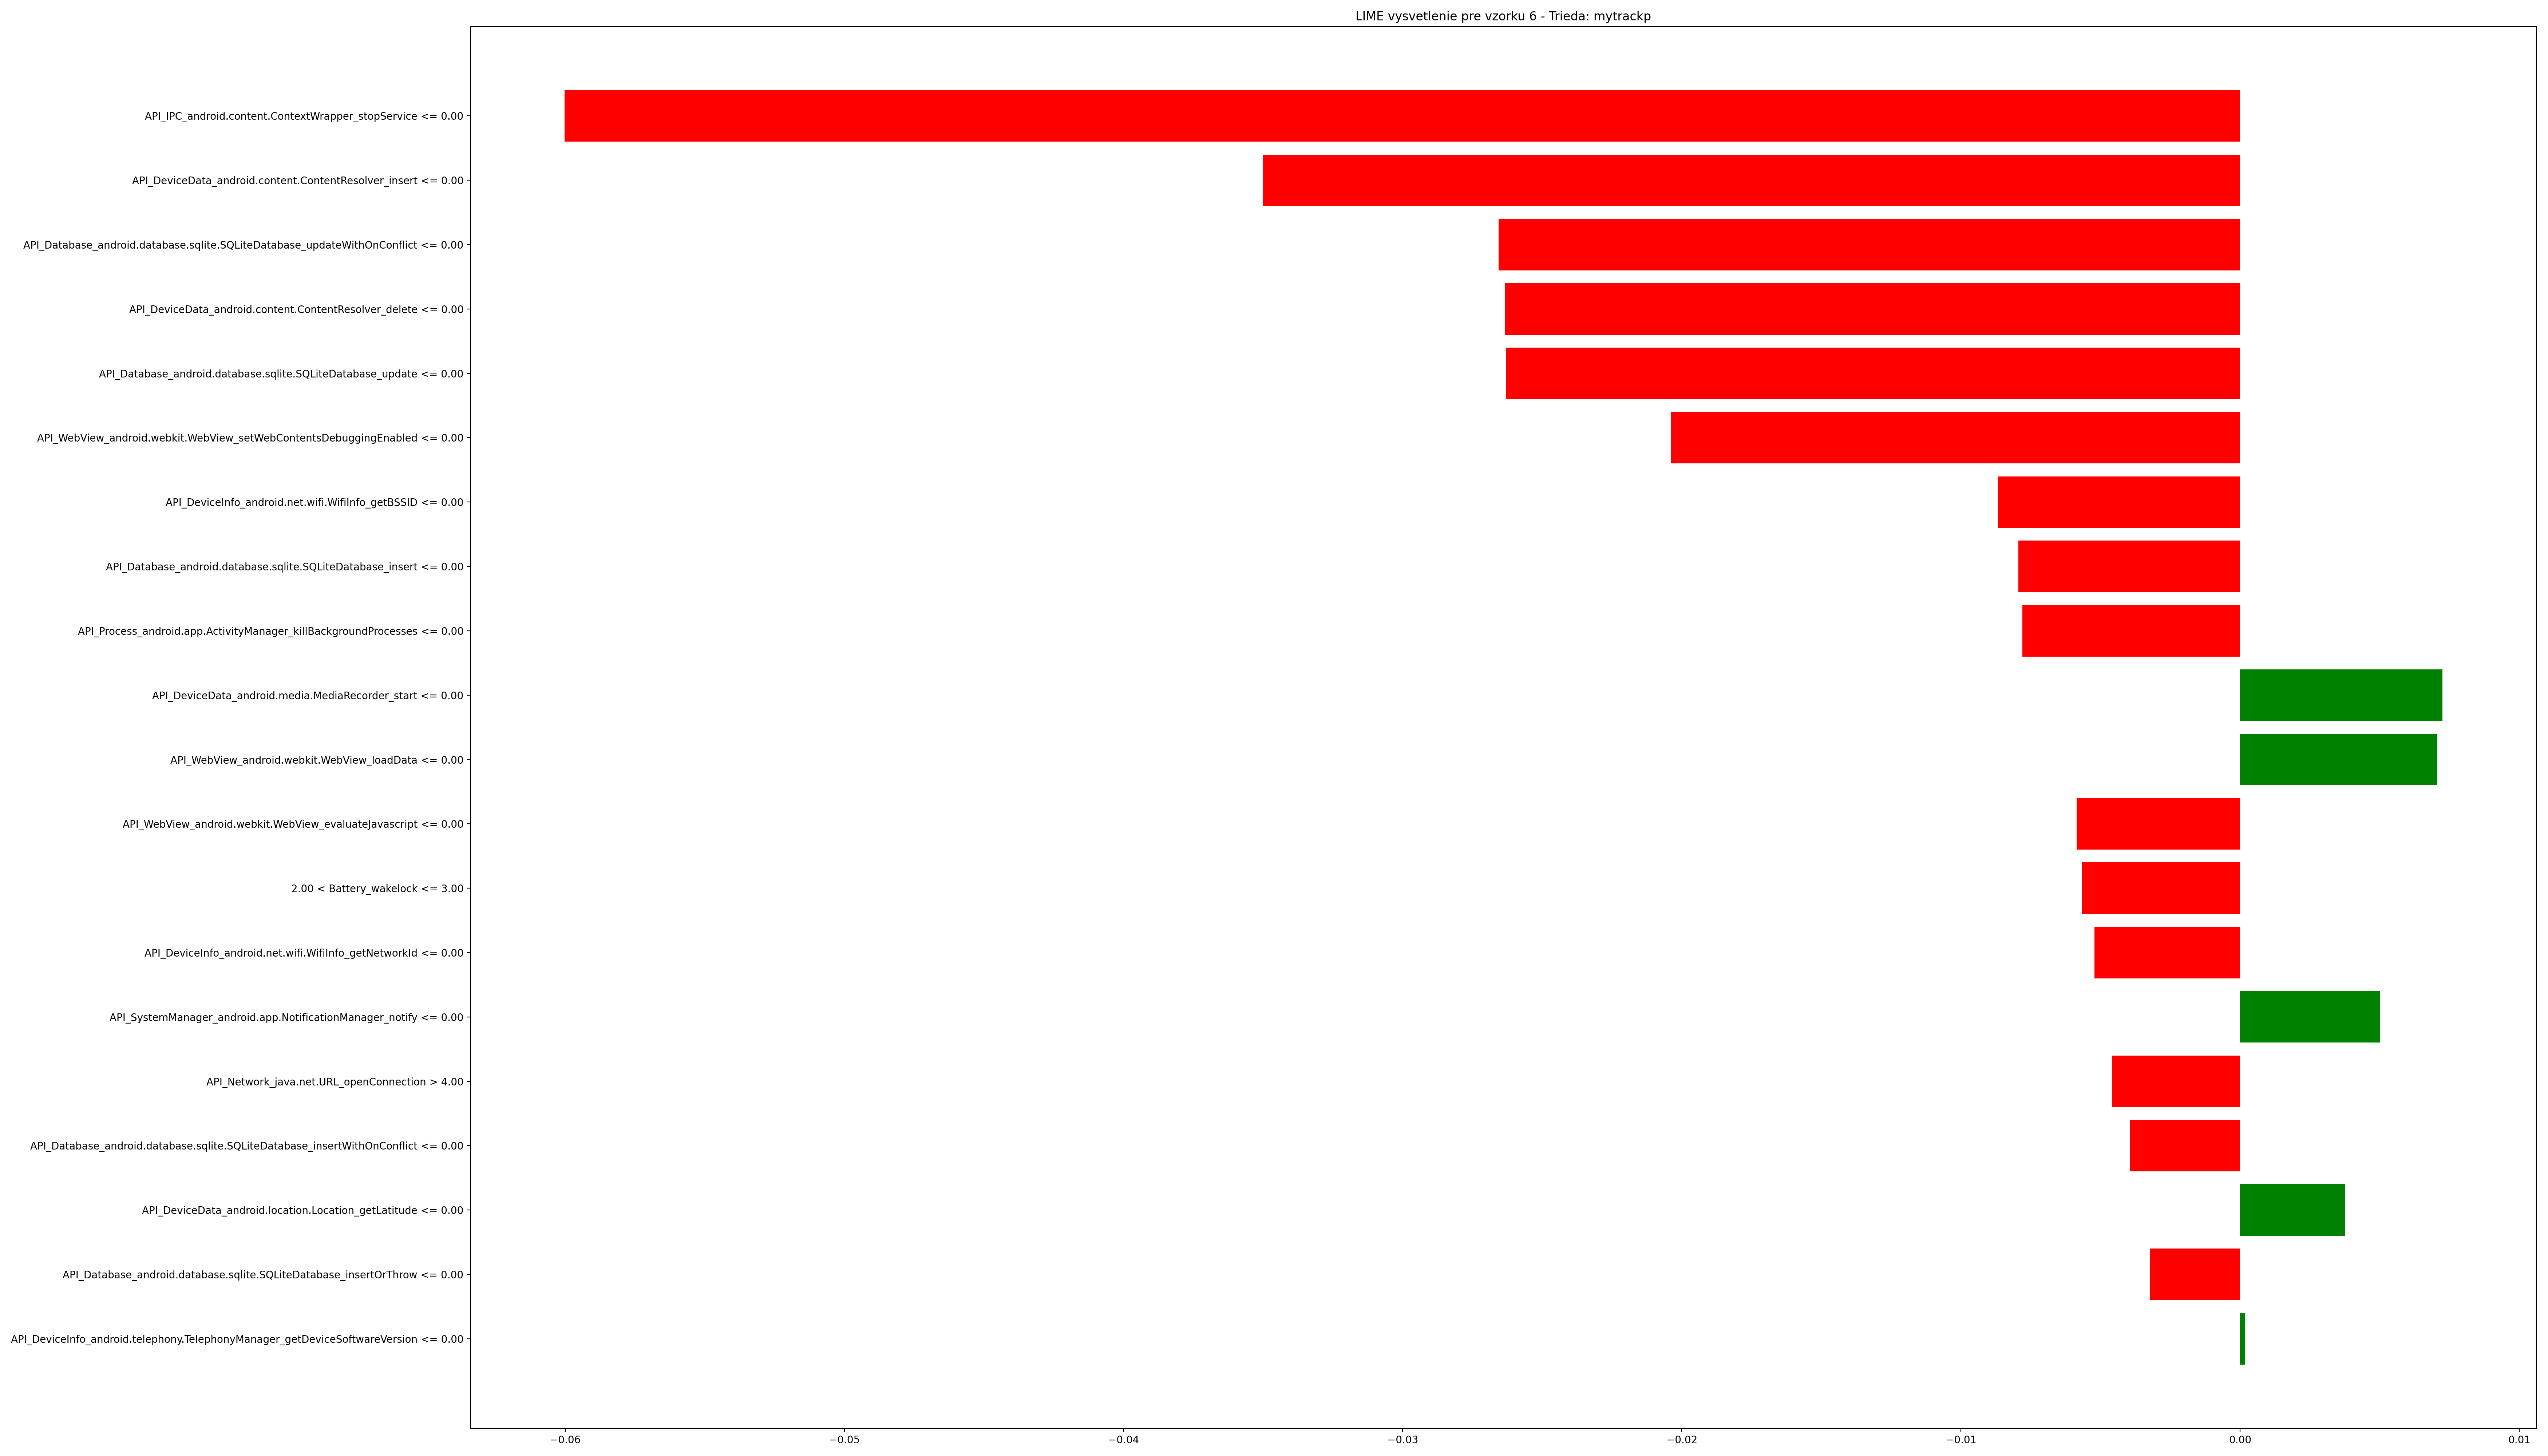 LIME vysvetlenie pre vzorku 6 - Trieda: mytrackp
API_IPC_android.content.ContextWrapper_stopService <= 0.00
API_DeviceData_android.content.ContentResolver_insert <= 0.00
API_Database_android.database.sqlite.SQLiteDatabase_updateWithOnConflict <= 0.00
API_DeviceData_android.content.ContentResolver_delete <= 0.00
API_Database_android.database.sqlite.SQLiteDatabase_update <= 0.00
API_WebView_android.webkit.WebView_setWebContentsDebuggingEnabled <= 0.00
API_DeviceInfo_android.net.wifi.WifiInfo_getBSSID <= 0.00
API_Database_android.database.sqlite.SQLiteDatabase_insert <= 0.00
API_Process_android.app.ActivityManager_killBackgroundProcesses <= 0.00
API_DeviceData_android.media.MediaRecorder_start <= 0.00
API_WebView_android.webkit.WebView_loadData <= 0.00
API_WebView_android.webkit.WebView_evaluateJavascript <= 0.00
2.00 < Battery_wakelock <= 3.00
API_DeviceInfo_android.net.wifi.WifiInfo_getNetworkId <= 0.00
API_SystemManager_android.app.NotificationManager_notify <= 0.00
API_Network_java.net.URL_openConnection > 4.00
API_Database_android.database.sqlite.SQLiteDatabase_insertWithOnConflict <= 0.00
API_DeviceData_android.location.Location_getLatitude <= 0.00
API_Database_android.database.sqlite.SQLiteDatabase_insertOrThrow <= 0.00
API_DeviceInfo_android.telephony.TelephonyManager_getDeviceSoftwareVersion <= 0.00
−0.06 −0.05 −0.04 −0.03 −0.02 −0.01 0.00 0.01